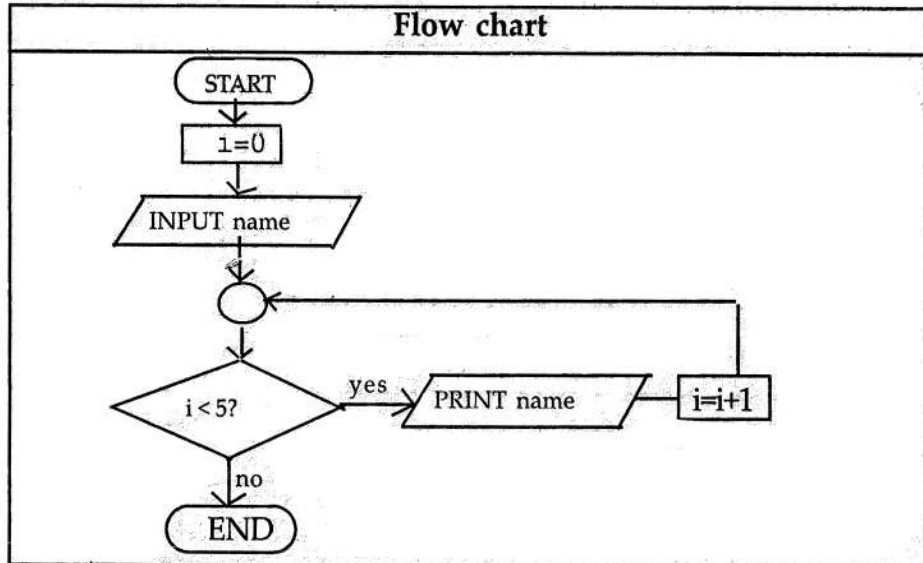 Flow chart
START
i=0
INPUT name
i < 5?
yes
PRINT name
i=i+1
no
END